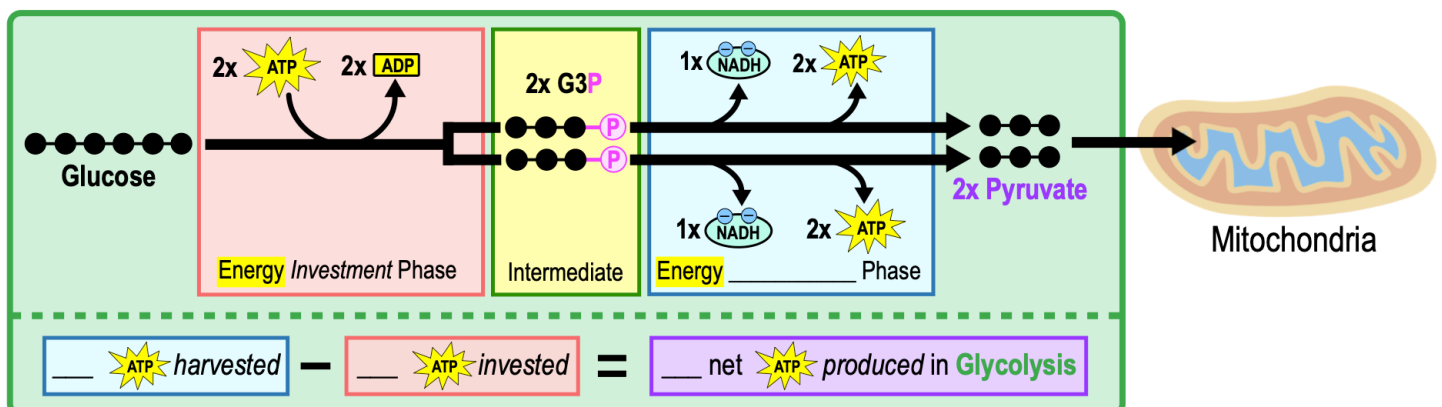 2x ATP 2x ADP
2x G3P
1x NADH 2x ATP
P
Glucose
P
2x Pyruvate
1x NADH 2x ATP
Mitochondria
Energy Investment Phase
Intermediate
Energy ____________ Phase
___ ATP harvested – ___ ATP invested = ___ net ATP produced in Glycolysis